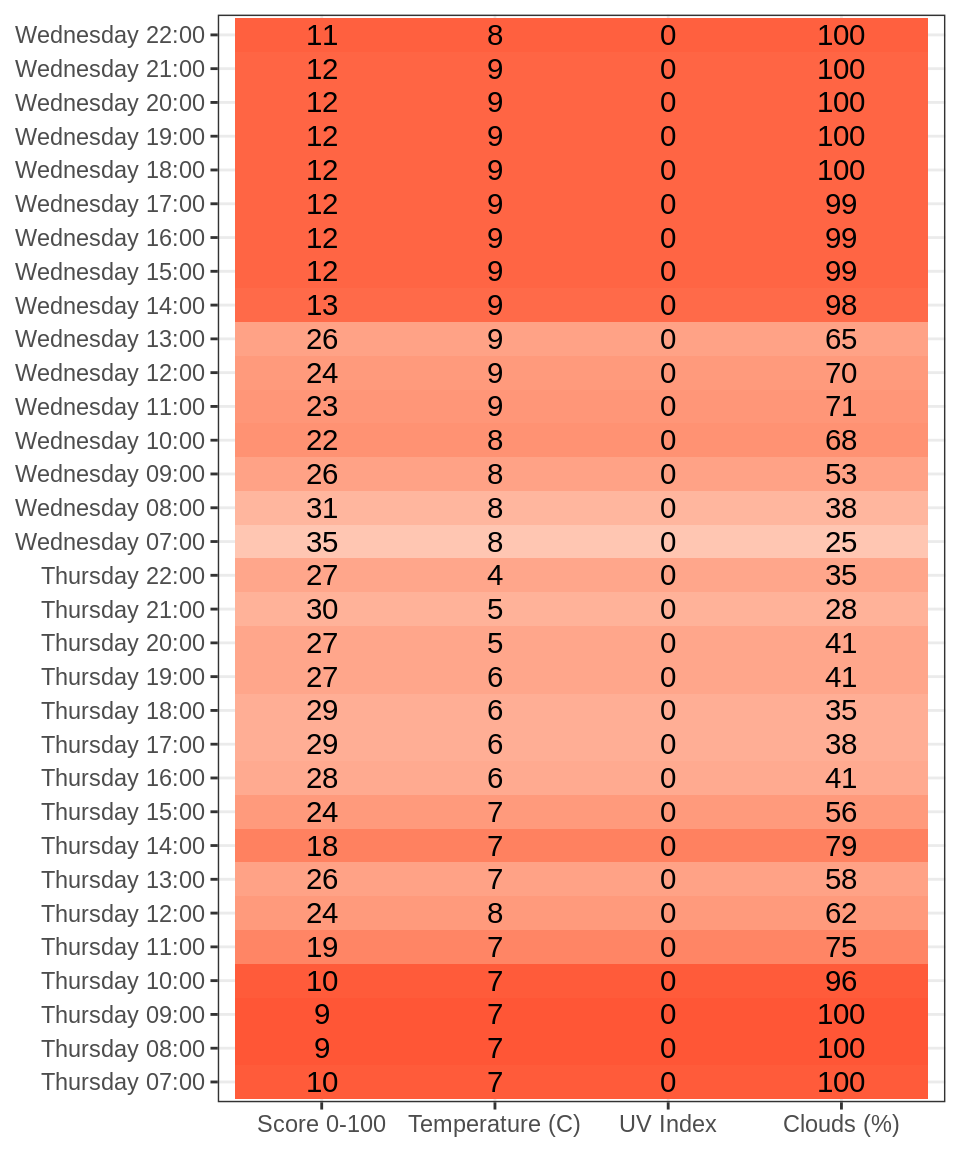 Wednesday 22:00 11 8 0 100
Wednesday 21:00 12 9 0 100
Wednesday 20:00 12 9 0 100
Wednesday 19:00 12 9 0 100
Wednesday 18:00 12 9 0 100
Wednesday 17:00 12 9 0 99
Wednesday 16:00 12 9 0 99
Wednesday 15:00 12 9 0 99
Wednesday 14:00 13 9 0 98
Wednesday 13:00 26 9 0 65
Wednesday 12:00 24 9 0 70
Wednesday 11:00 23 9 0 71
Wednesday 10:00 22 8 0 68
Wednesday 09:00 26 8 0 53
Wednesday 08:00 31 8 0 38
Wednesday 07:00 35 8 0 25
Thursday 22:00 27 4 0 35
Thursday 21:00 30 5 0 28
Thursday 20:00 27 5 0 41
Thursday 19:00 27 6 0 41
Thursday 18:00 29 6 0 35
Thursday 17:00 29 6 0 38
Thursday 16:00 28 6 0 41
Thursday 15:00 24 7 0 56
Thursday 14:00 18 7 0 79
Thursday 13:00 26 7 0 58
Thursday 12:00 24 8 0 62
Thursday 11:00 19 7 0 75
Thursday 10:00 10 7 0 96
Thursday 09:00 9 7 0 100
Thursday 08:00 9 7 0 100
Thursday 07:00 10 7 0 100
Score 0-100 Temperature (C) UV Index Clouds (%)